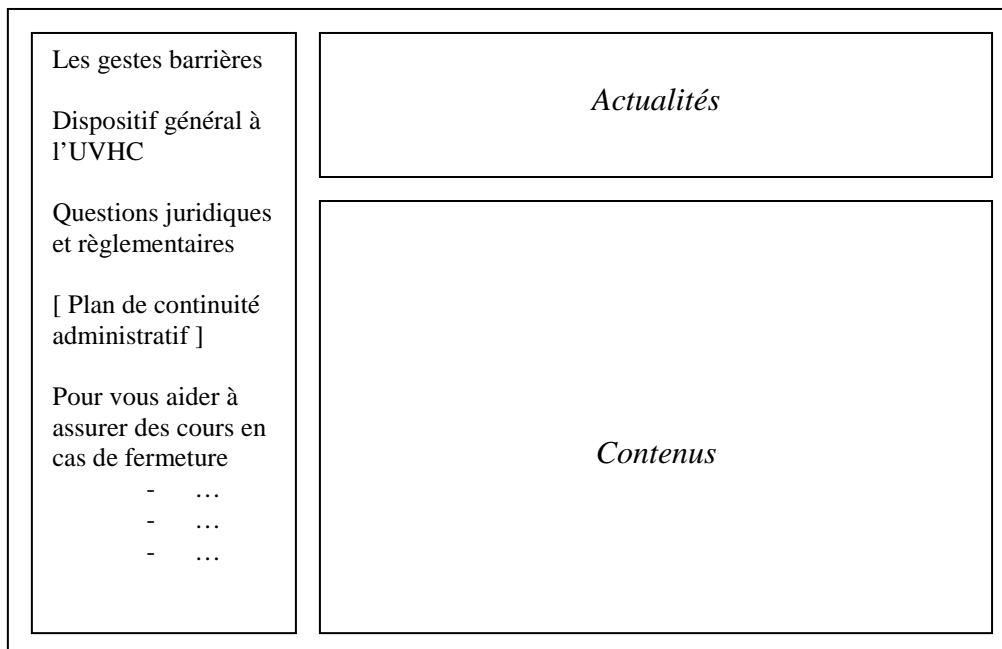 Les gestes barrières
Dispositif général à
l'UVHC
Questions juridiques
et règlementaires
[ Plan de continuité
administratif ]
Pour vous aider à
assurer des cours en
cas de fermeture
- …
- …
- …
Actualités
Contenus